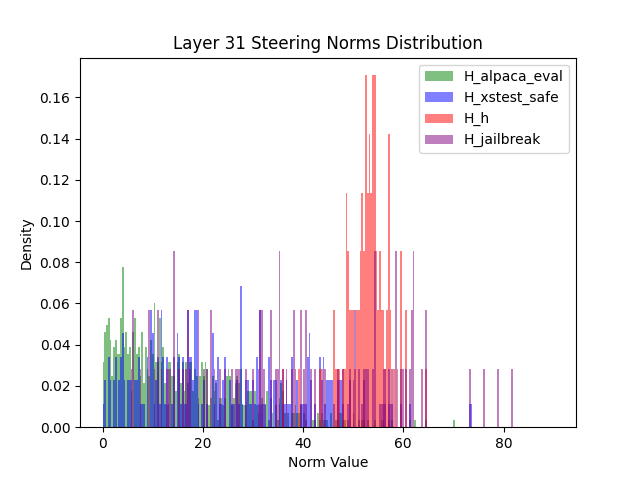 Layer 31 Steering Norms Distribution
H_alpaca_eval
H_xstest_safe
H_h
H_jailbreak
0.16
0.14
0.12
0.10
0.08
0.06
0.04
0.02
0.00
Density
0 20 40 60 80
Norm Value